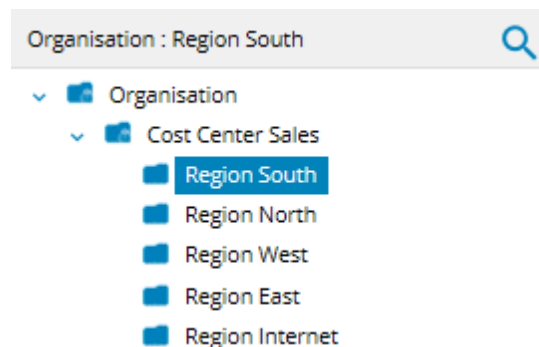 Organisation : Region South
Organisation
Cost Center Sales
Region South
Region North
Region West
Region East
Region Internet